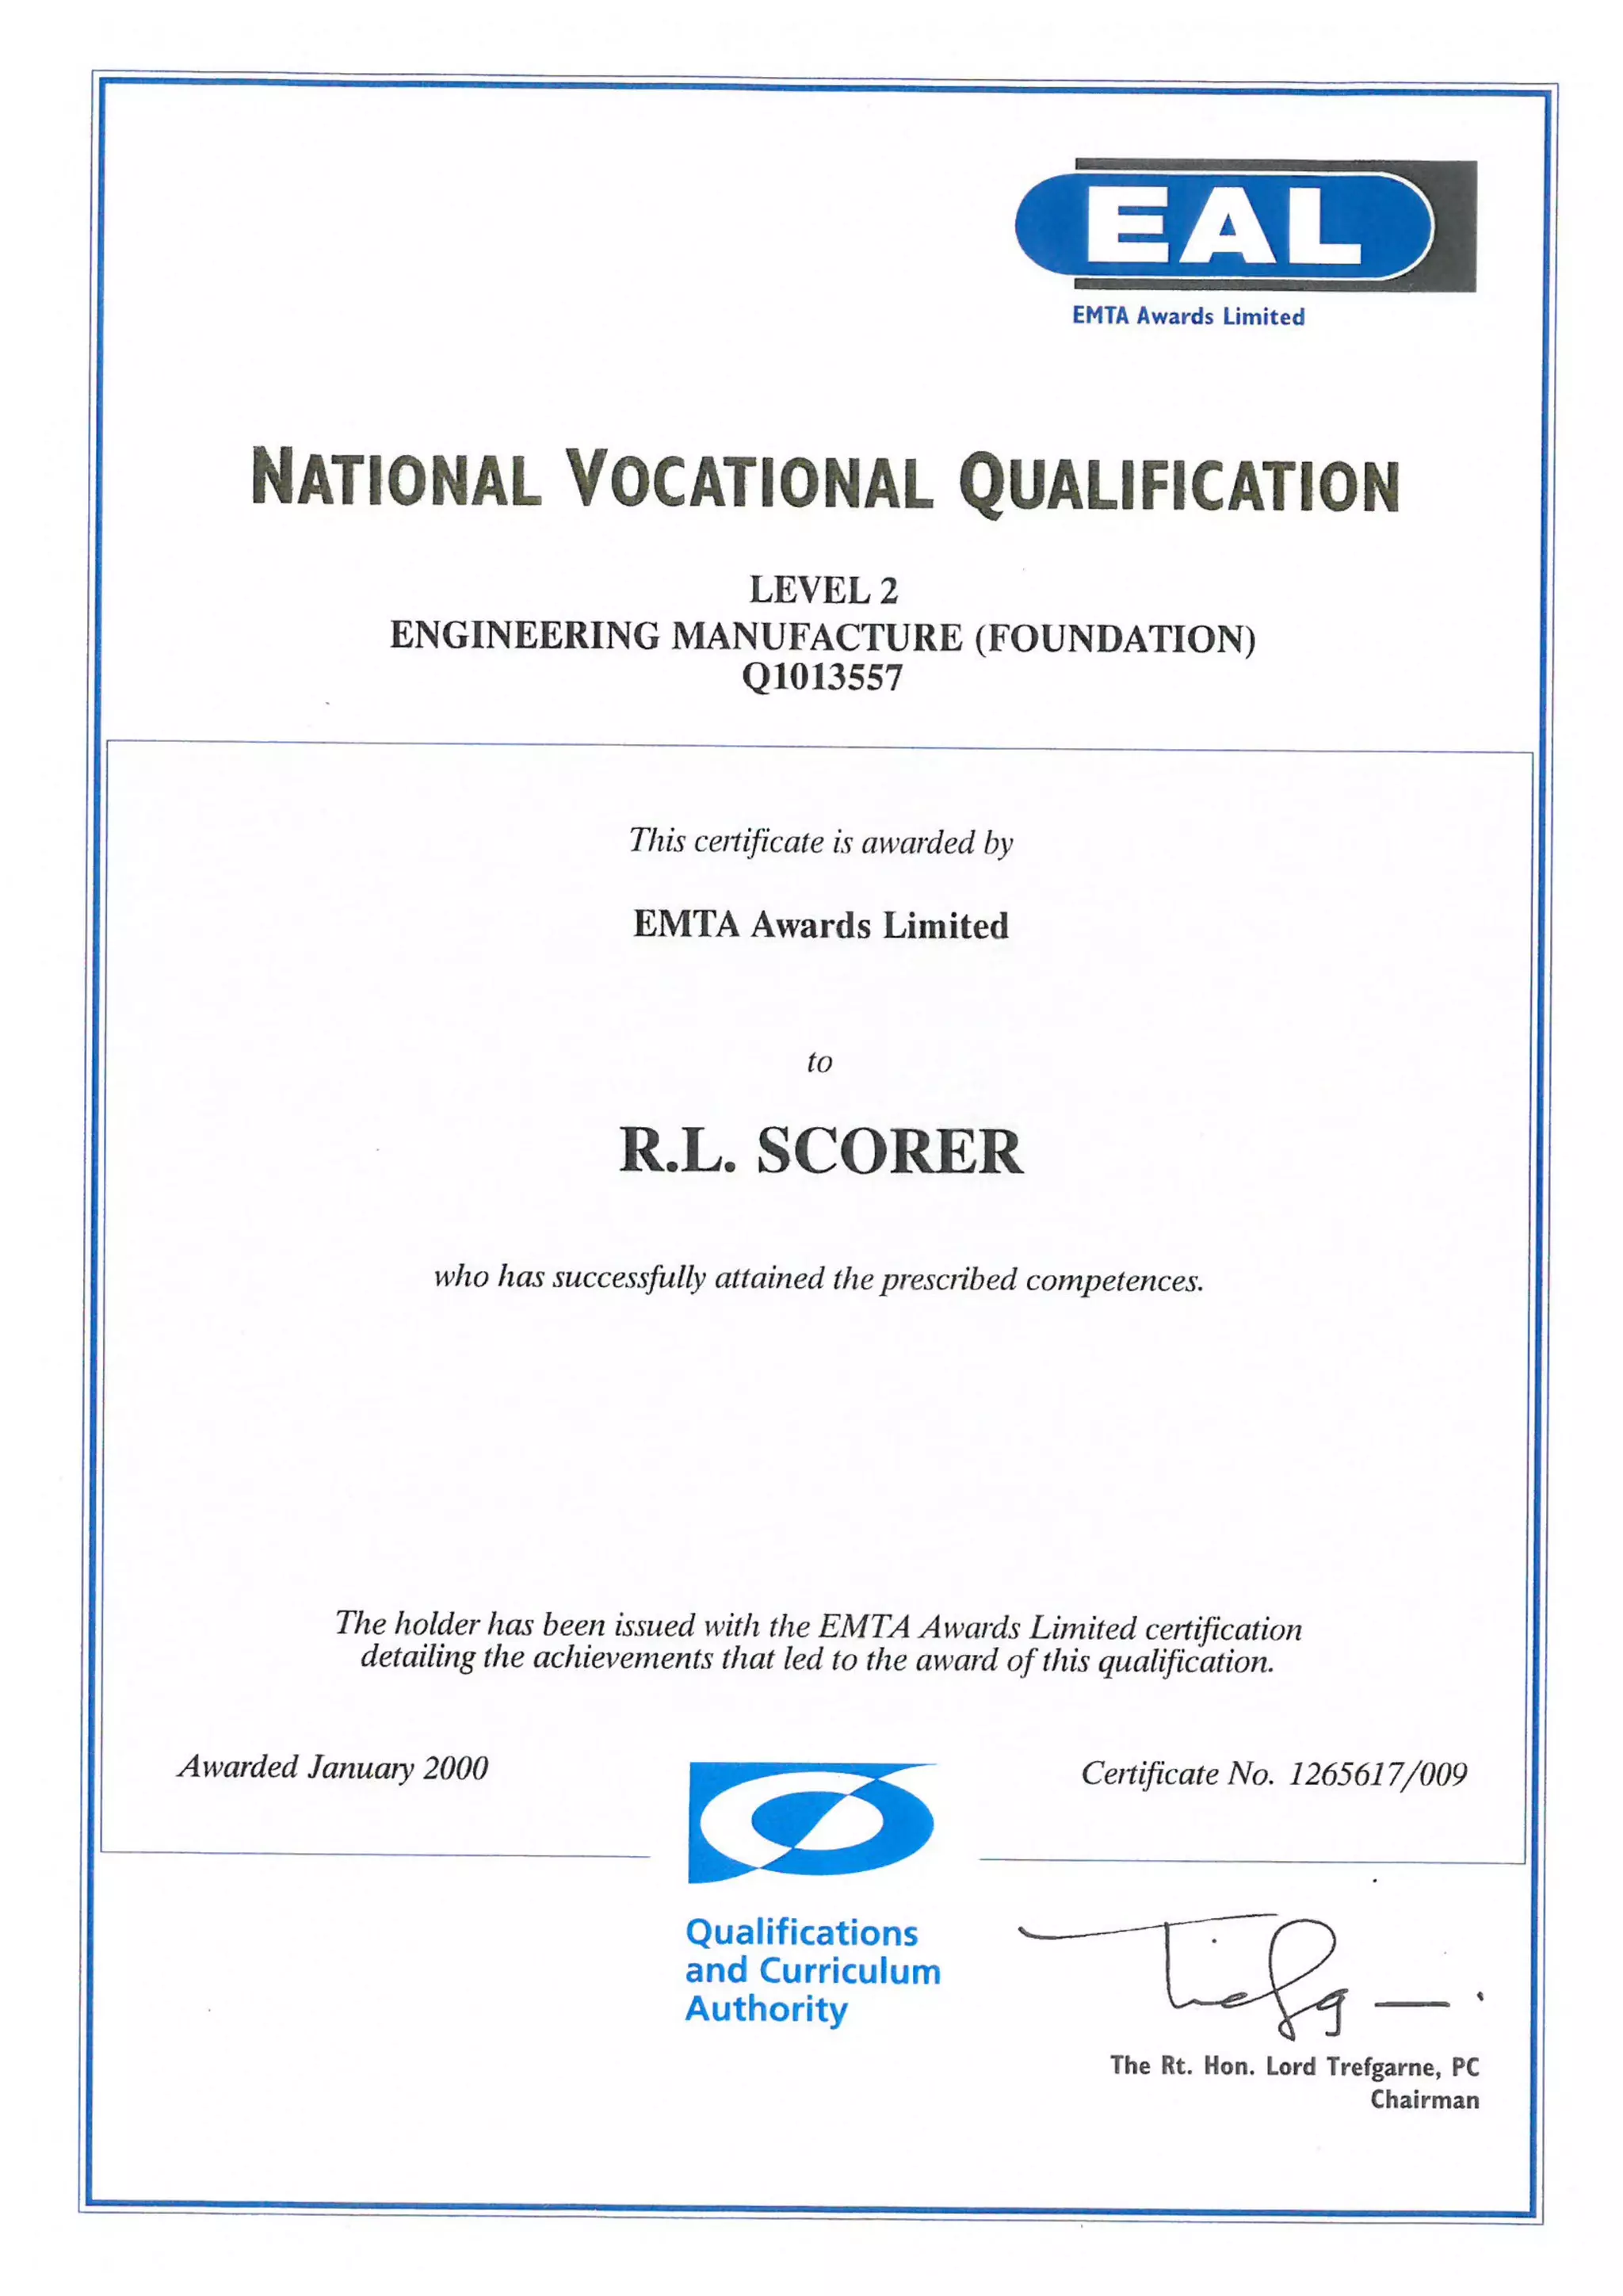 EAL
EMTA Awards Limited
NATIONAL VOCATIONAL QUALIFICATION
LEVEL 2
ENGINEERING MANUFACTURE (FOUNDATION)
Q1013557
This certificate is awarded by
EMTA Awards Limited
to
R.L. SCORER
who has successfully attained the prescribed competences.
The holder has been issued with the EMTA Awards Limited certification
detailing the achievements that led to the award of this qualification.
Awarded January 2000
Certificate No. 1265617/009
Qualifications
and Curriculum
Authority
The Rt. Hon. Lord Trefgarne, PC
Chairman